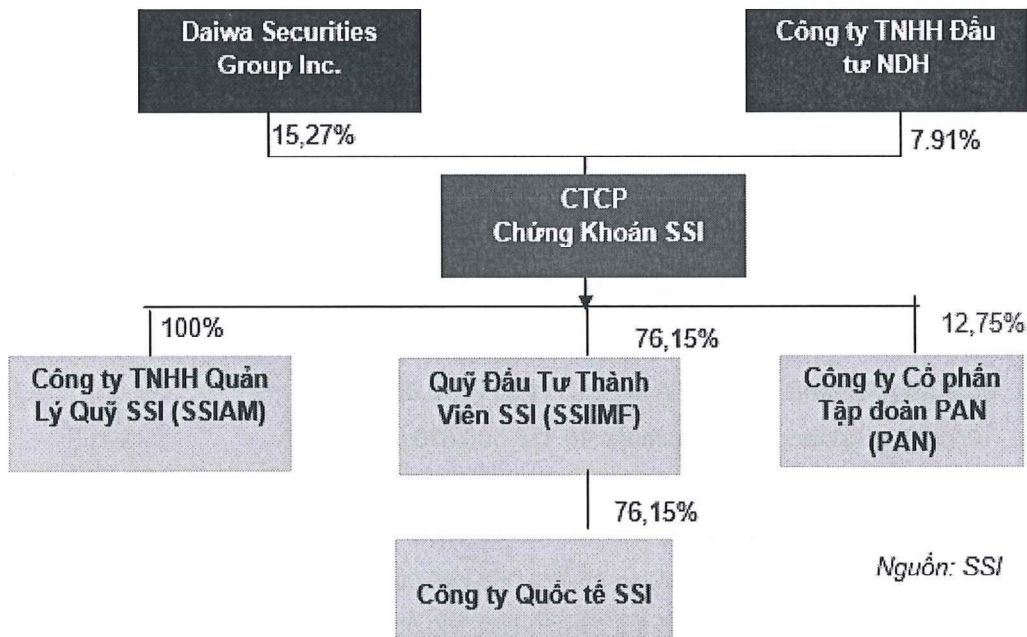 Daiwa Securities
Group Inc.
Công ty TNHH Đầu
tư NDH
15,27%
7.91%
CTCP
Chứng Khoán SSI
100%
76,15%
12,75%
Công ty TNHH Quản
Lý Quỹ SSI (SSIAM)
Quỹ Đầu Tư Thành
Viên SSI (SSIIMF)
Công ty Cổ phần
Tập đoàn PAN
(PAN)
76,15%
Công ty Quốc tế SSI
Nguồn: SSI